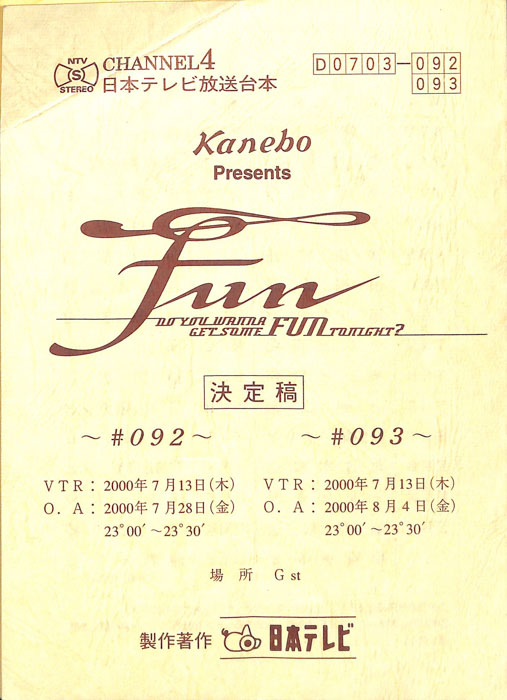 NTV
S
STEREO
CHANNEL4
日本テレビ放送台本
D0703-092
093
Kanebo
Presents
Fun
DO YOU WANNA
GET SOME FUN TONIGHT?
決定稿
～#092～
～#093～
VTR：2000年7月13日(木)
O．A：2000年7月28日(金)
23°00′～23°30′
VTR：2000年7月13日(木)
O．A：2000年8月4日(金)
23°00′～23°30′
場所 G st
製作著作 日本テレビ